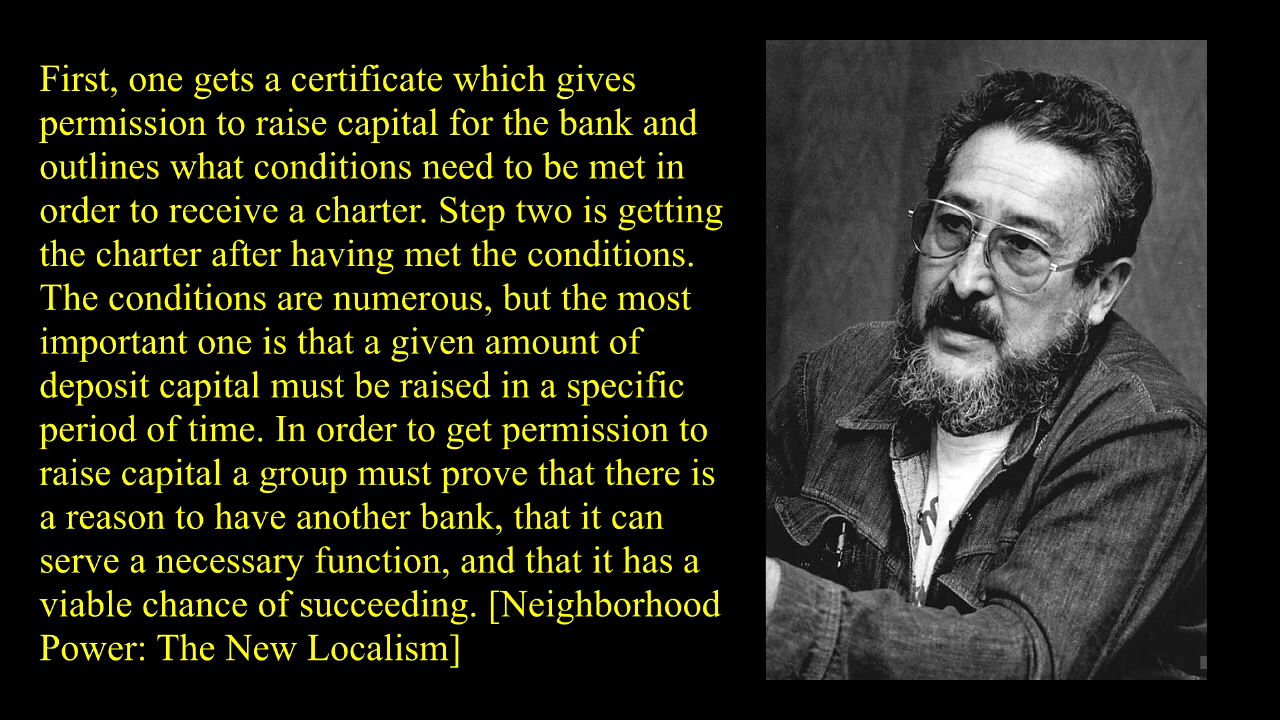 First, one gets a certificate which gives
permission to raise capital for the bank and
outlines what conditions need to be met in
order to receive a charter. Step two is getting
the charter after having met the conditions.
The conditions are numerous, but the most
important one is that a given amount of
deposit capital must be raised in a specific
period of time. In order to get permission to
raise capital a group must prove that there is
a reason to have another bank, that it can
serve a necessary function, and that it has a
viable chance of succeeding. [Neighborhood
Power: The New Localism]